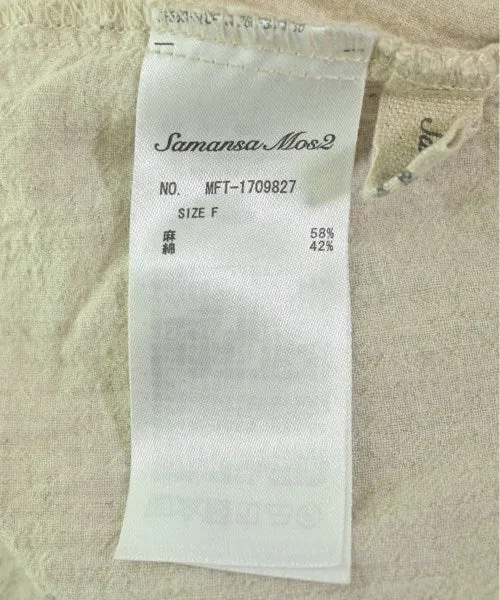 Samansa Mos2
NO. MFT-1709827
SIZE F
麻 58%
綿 42%